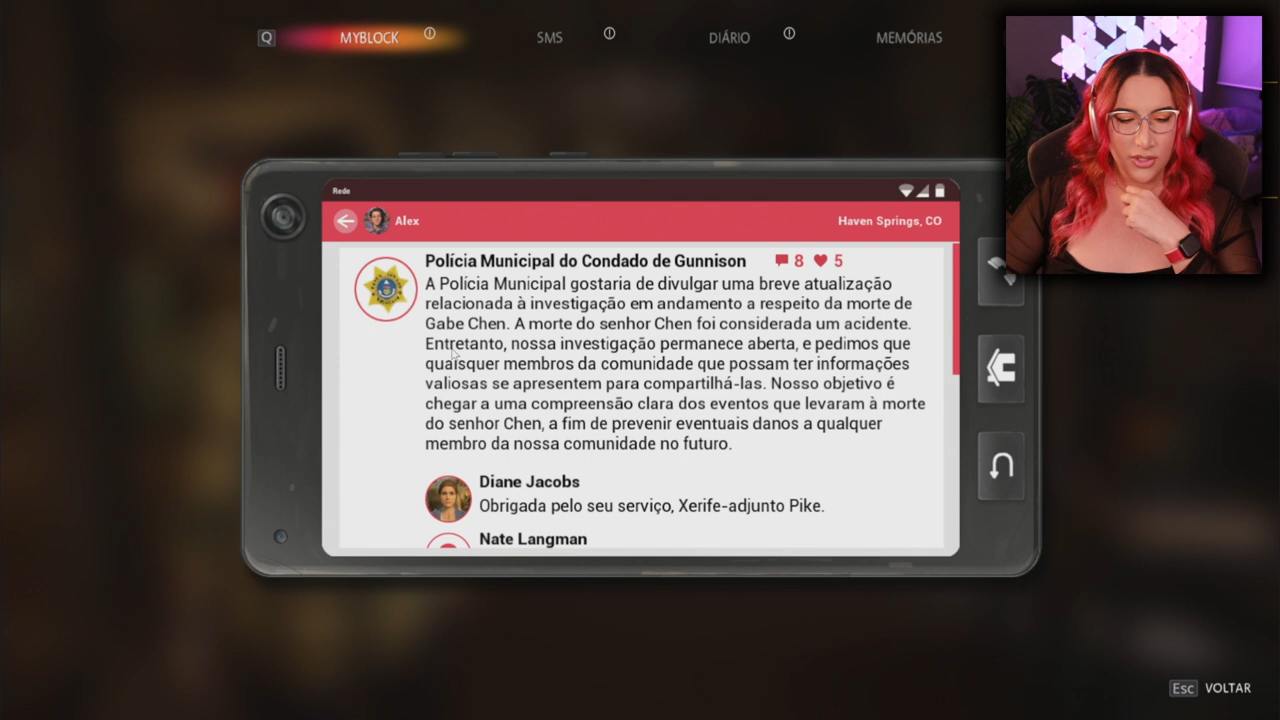 Q MYBLOCK SMS DIÁRIO MEMÓRIAS
Rede
Alex Haven Springs, CO
Polícia Municipal do Condado de Gunnison 8 5
A Polícia Municipal gostaria de divulgar uma breve atualização
relacionada à investigação em andamento a respeito da morte de
Gabe Chen. A morte do senhor Chen foi considerada um acidente.
Entretanto, nossa investigação permanece aberta, e pedimos que
quaisquer membros da comunidade que possam ter informações
valiosas se apresentem para compartilhá-las. Nosso objetivo é
chegar a uma compreensão clara dos eventos que levaram à morte
do senhor Chen, a fim de prevenir eventuais danos a qualquer
membro da nossa comunidade no futuro.
Diane Jacobs
Obrigada pelo seu serviço, Xerife-adjunto Pike.
Nate Langman
Esc VOLTAR